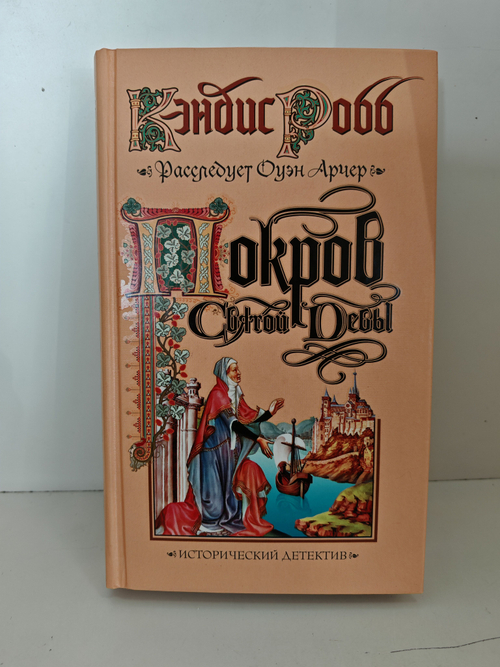 Кэндис Робб
Расследует Оуэн Арчер
Покров
Святой Девы
ИСТОРИЧЕСКИЙ ДЕТЕКТИВ